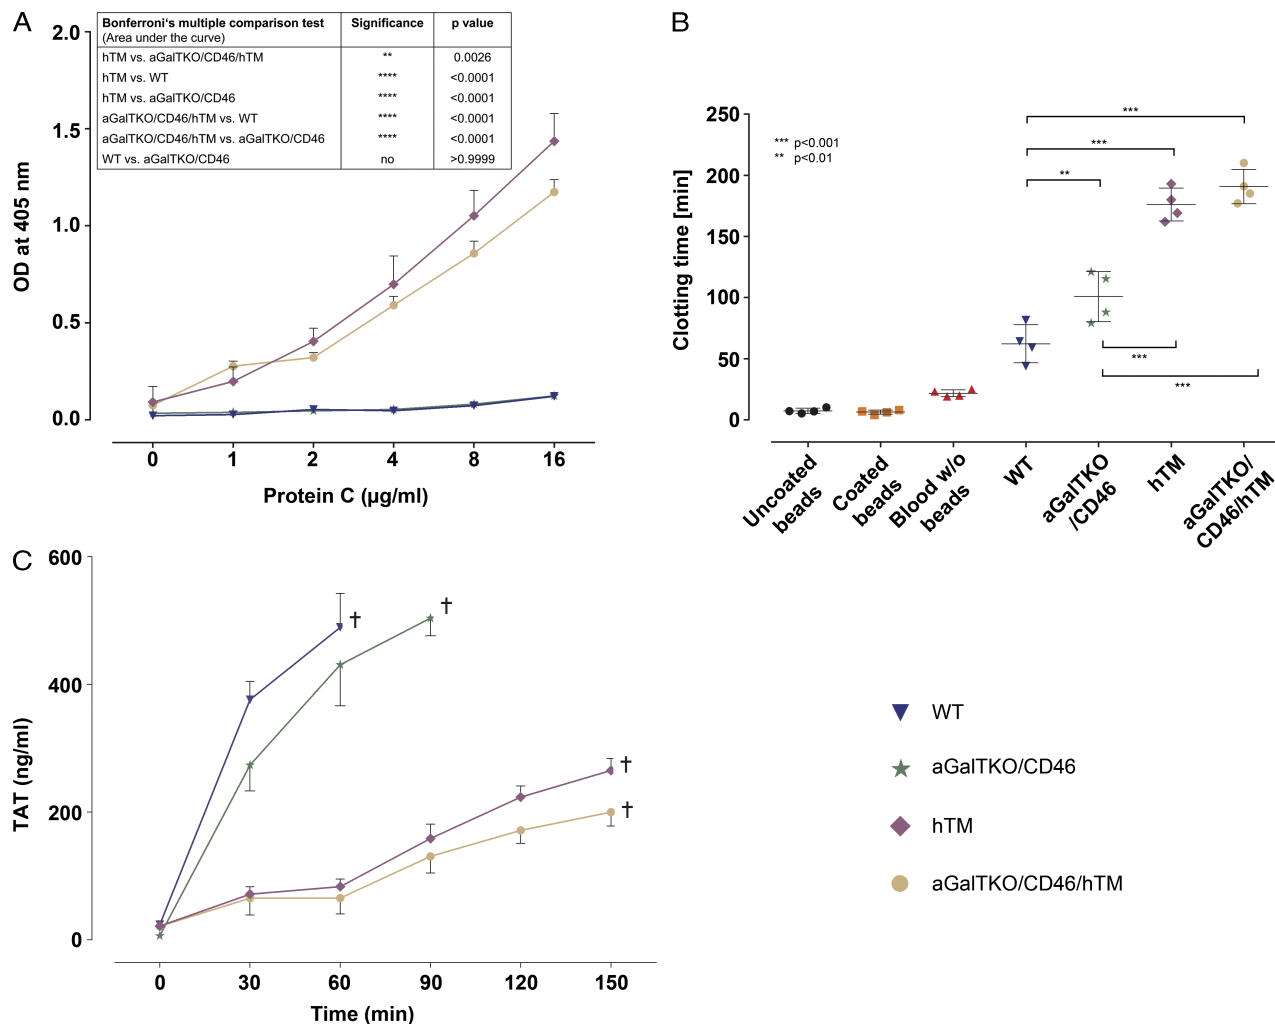 A
Bonferroni's multiple comparison test Significance p value
(Area under the curve)
hTM vs. aGalTKO/CD46/hTM ** 0.0026
hTM vs. WT **** <0.0001
hTM vs. aGalTKO/CD46 **** <0.0001
aGalTKO/CD46/hTM vs. WT **** <0.0001
aGalTKO/CD46/hTM vs. aGalTKO/CD46 **** <0.0001
WT vs. aGalTKO/CD46 no >0.9999
2.0
1.5
1.0
0.5
0.0
OD at 405 nm
0 1 2 4 8 16
Protein C (µg/ml)
B
250
200
150
100
50
0
Clotting time [min]
*** p<0.001
** p<0.01
***
***
**
***
***
Uncoated
beads
Coated
beads
Blood w/o
beads
WT
aGalTKO
/CD46
hTM
aGalTKO/
CD46/hTM
C
600
400
200
0
TAT (ng/ml)
†
†
†
†
0 30 60 90 120 150
Time (min)
WT
aGalTKO/CD46
hTM
aGalTKO/CD46/hTM